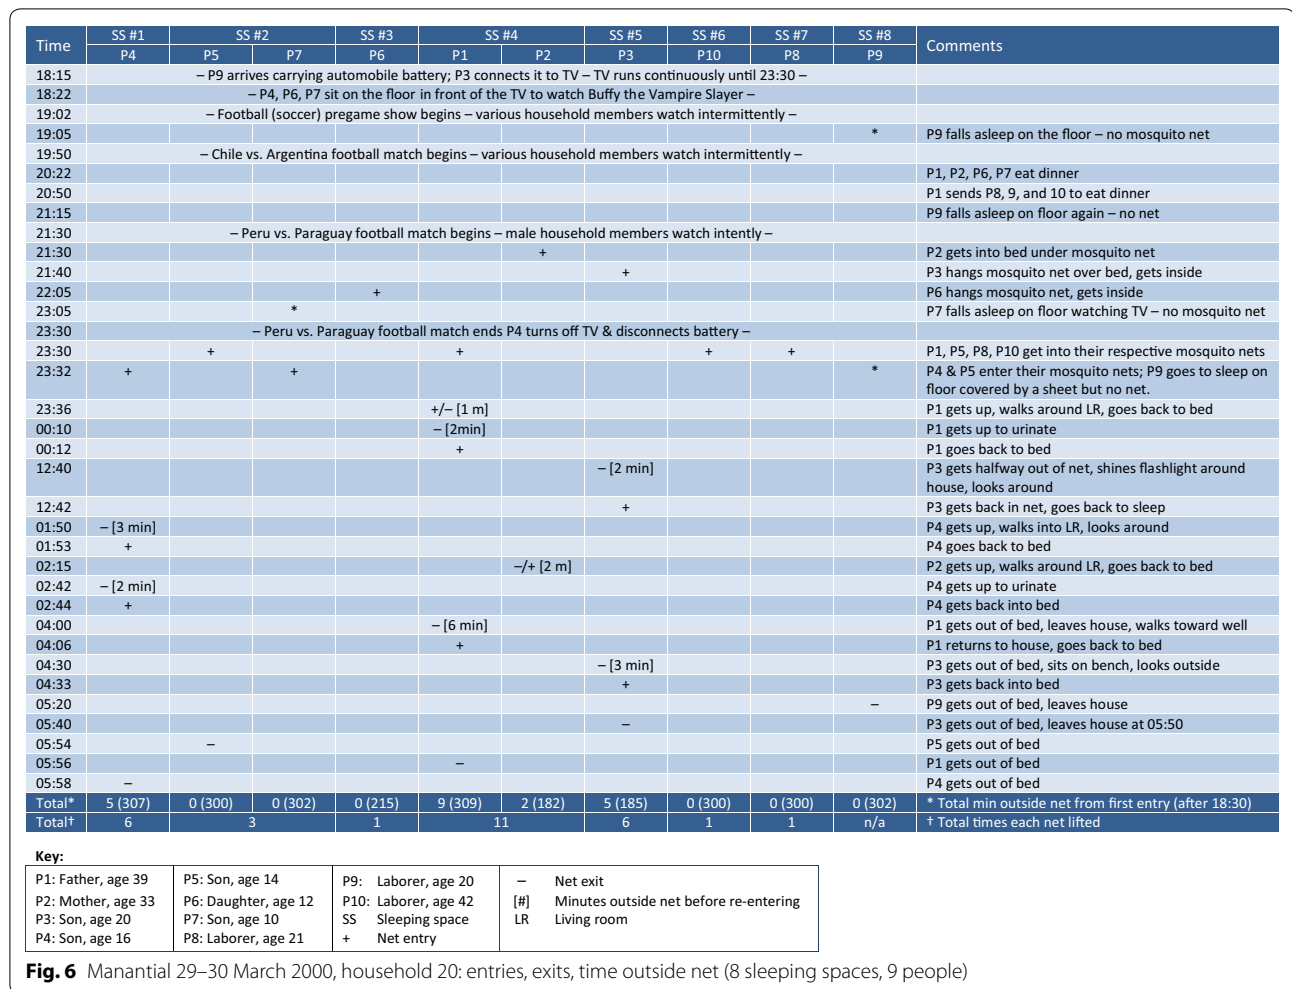 Time SS #1 SS #2 SS #3 SS #4 SS #5 SS #6 SS #7 SS #8 Comments
P4 P5 P7 P6 P1 P2 P3 P10 P8 P9
18:15 – P9 arrives carrying automobile battery; P3 connects it to TV – TV runs continuously until 23:30 –
18:22 – P4, P6, P7 sit on the floor in front of the TV to watch Buffy the Vampire Slayer –
19:02 – Football (soccer) pregame show begins – various household members watch intermittently –
19:05 * P9 falls asleep on the floor – no mosquito net
19:50 – Chile vs. Argentina football match begins – various household members watch intermittently –
20:22 P1, P2, P6, P7 eat dinner
20:50 P1 sends P8, 9, and 10 to eat dinner
21:15 P9 falls asleep on floor again – no net
21:30 – Peru vs. Paraguay football match begins – male household members watch intently –
21:30 + P2 gets into bed under mosquito net
21:40 + P3 hangs mosquito net over bed, gets inside
22:05 + P6 hangs mosquito net, gets inside
23:05 * P7 falls asleep on floor watching TV – no mosquito net
23:30 – Peru vs. Paraguay football match ends P4 turns off TV & disconnects battery –
23:30 + + + + P1, P5, P8, P10 get into their respective mosquito nets
23:32 + + * P4 & P5 enter their mosquito nets; P9 goes to sleep on
floor covered by a sheet but no net.
23:36 +/– [1 m] P1 gets up, walks around LR, goes back to bed
00:10 – [2min] P1 gets up to urinate
00:12 + P1 goes back to bed
12:40 – [2 min] P3 gets halfway out of net, shines flashlight around
house, looks around
12:42 + P3 gets back in net, goes back to sleep
01:50 – [3 min] P4 gets up, walks into LR, looks around
01:53 + P4 goes back to bed
02:15 –/+ [2 m] P2 gets up, walks around LR, goes back to bed
02:42 – [2 min] P4 gets up to urinate
02:44 + P4 gets back into bed
04:00 – [6 min] P1 gets out of bed, leaves house, walks toward well
04:06 + P1 returns to house, goes back to bed
04:30 – [3 min] P3 gets out of bed, sits on bench, looks outside
04:33 + P3 gets back into bed
05:20 – P9 gets out of bed, leaves house
05:40 – P3 gets out of bed, leaves house at 05:50
05:54 – P5 gets out of bed
05:56 – P1 gets out of bed
05:58 – P4 gets out of bed
Total* 5 (307) 0 (300) 0 (302) 0 (215) 9 (309) 2 (182) 5 (185) 0 (300) 0 (300) 0 (302) * Total min outside net from first entry (after 18:30)
Total† 6 3 1 11 6 1 1 n/a † Total times each net lifted
Key:
P1: Father, age 39 P5: Son, age 14 P9: Laborer, age 20 – Net exit
P2: Mother, age 33 P6: Daughter, age 12 P10: Laborer, age 42 [#] Minutes outside net before re-entering
P3: Son, age 20 P7: Son, age 10 SS Sleeping space LR Living room
P4: Son, age 16 P8: Laborer, age 21 + Net entry
Fig. 6 Manantial 29–30 March 2000, household 20: entries, exits, time outside net (8 sleeping spaces, 9 people)